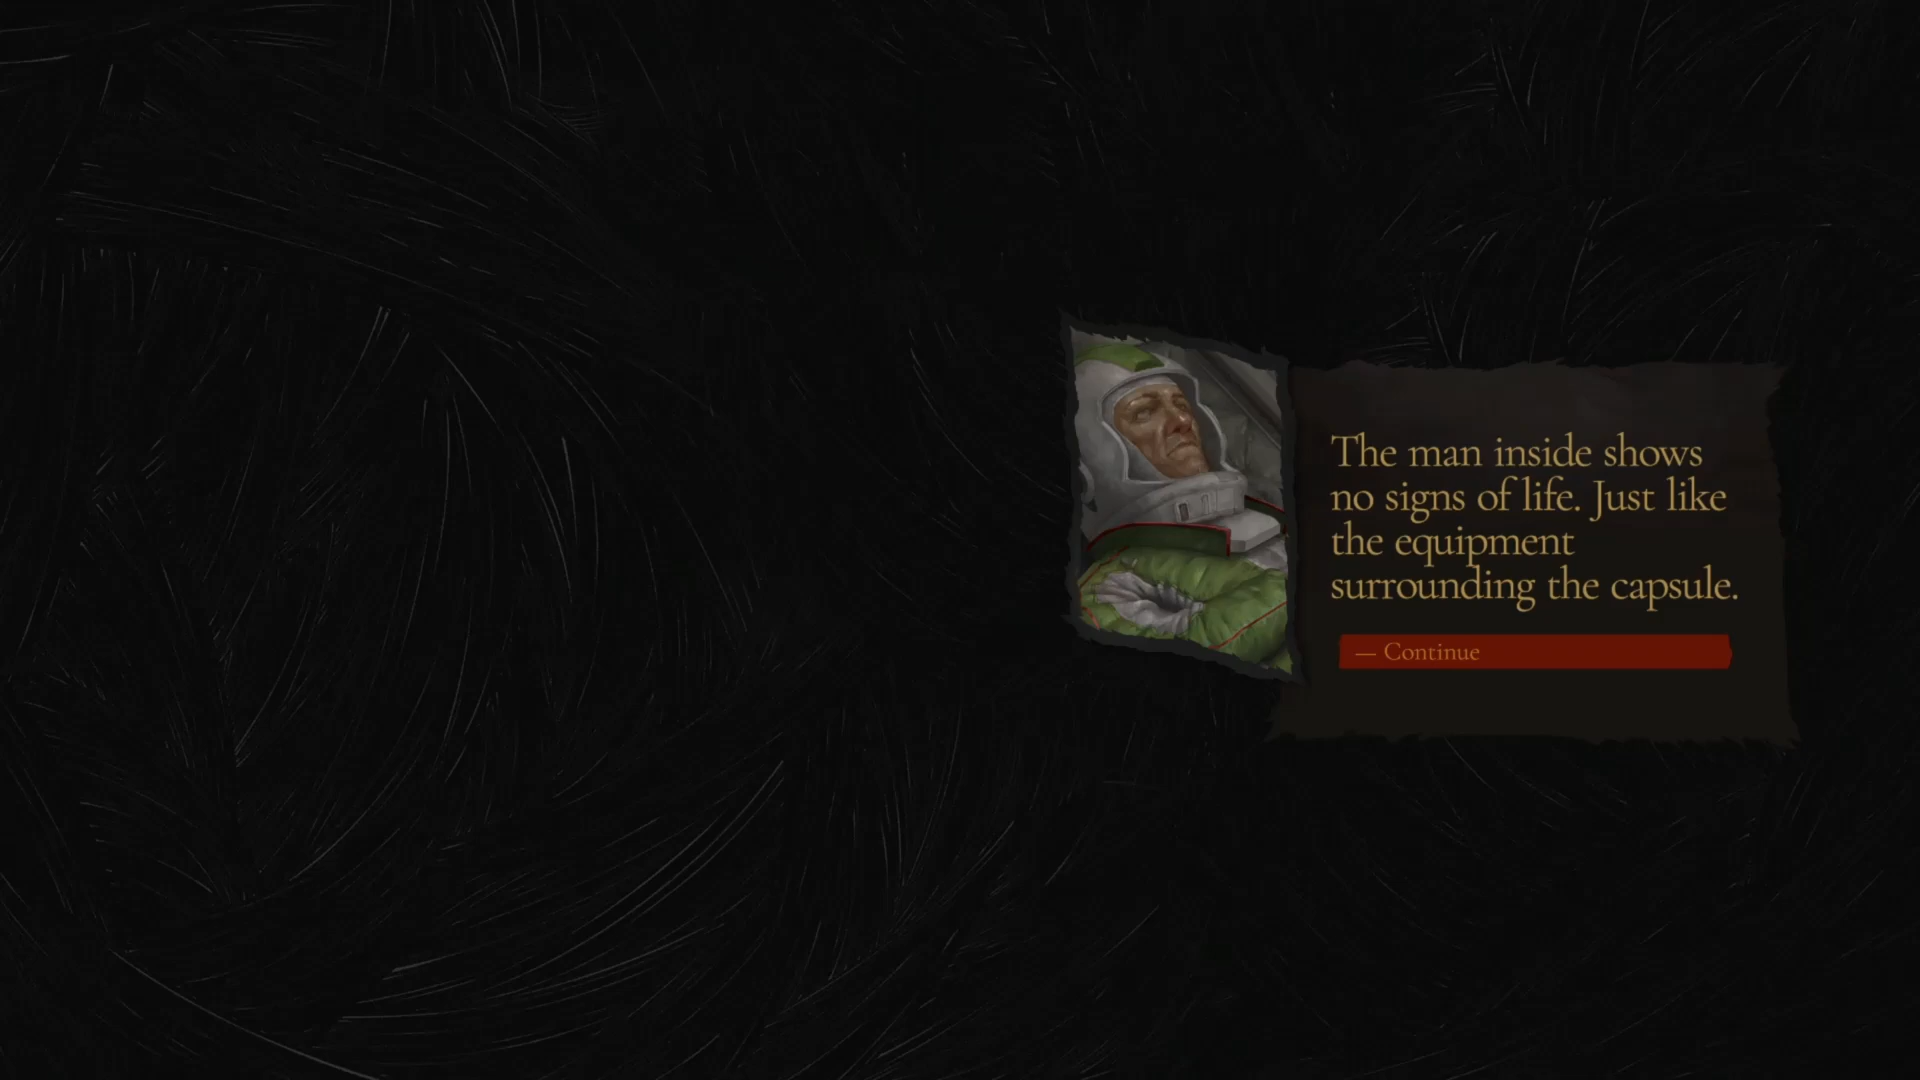 The man inside shows
no signs of life. Just like
the equipment
surrounding the capsule.
— Continue